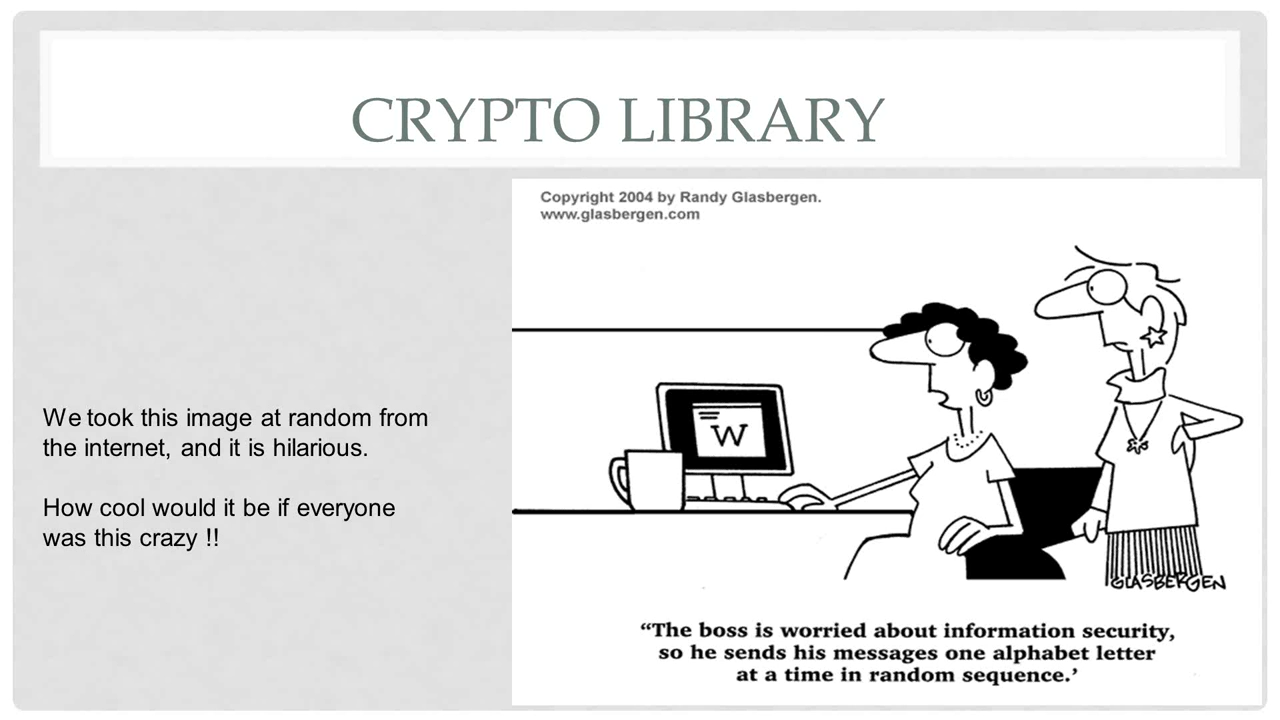 CRYPTO LIBRARY
We took this image at random from
the internet, and it is hilarious.
How cool would it be if everyone
was this crazy !!
Copyright 2004 by Randy Glasbergen.
www.glasbergen.com
W
GLASBERGEN
“The boss is worried about information security,
so he sends his messages one alphabet letter
at a time in random sequence.’